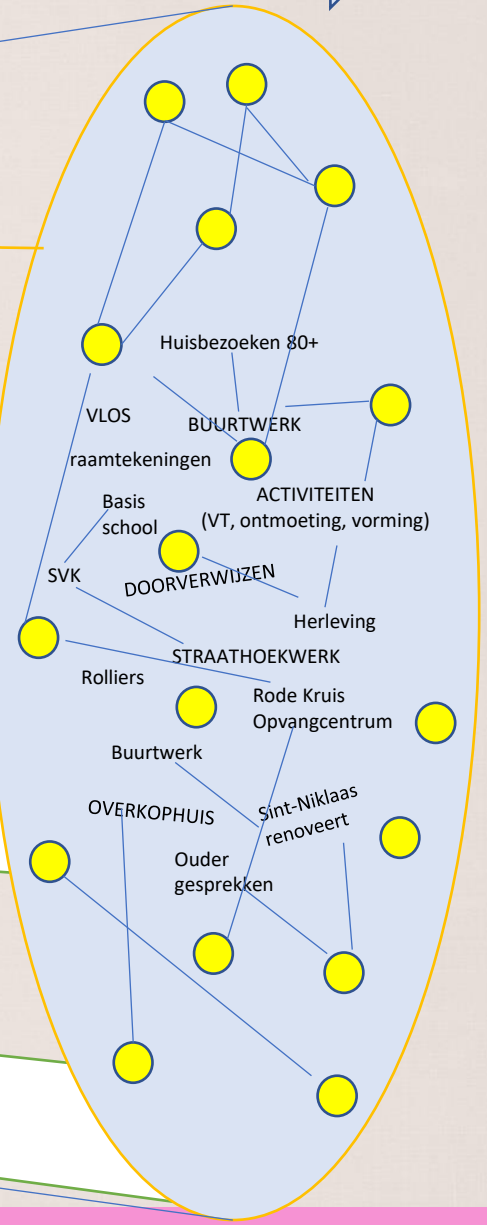 Huisbezoeken 80+
VLOS
BUURTWERK
raamtekeningen
ACTIVITEITEN
(VT, ontmoeting, vorming)
Basis
school
SVK
DOORVERWIJZEN
Herleving
STRAATHOEKWERK
Rolliers
Rode Kruis
Opvangcentrum
Buurtwerk
OVERKOPHUIS
Sint-Niklaas
renoveert
Ouder
gesprekken